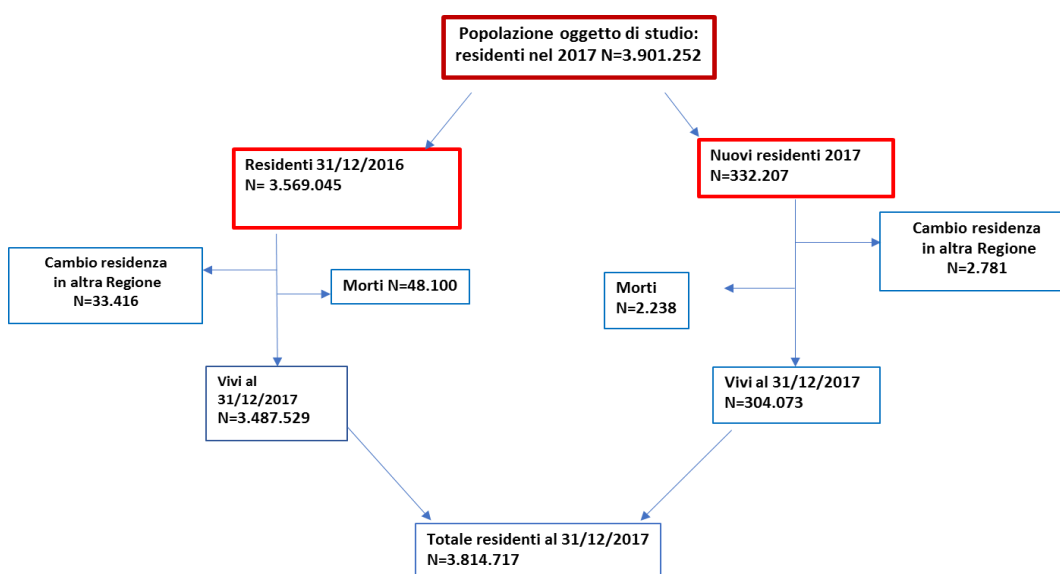 Popolazione oggetto di studio:
residenti nel 2017 N=3.901.252
Residenti 31/12/2016
N= 3.569.045
Nuovi residenti 2017
N=332.207
Cambio residenza
in altra Regione
N=33.416
Morti N=48.100
Morti
N=2.238
Cambio residenza
in altra Regione
N=2.781
Vivi al
31/12/2017
N=3.487.529
Vivi al 31/12/2017
N=304.073
Totale residenti al 31/12/2017
N=3.814.717